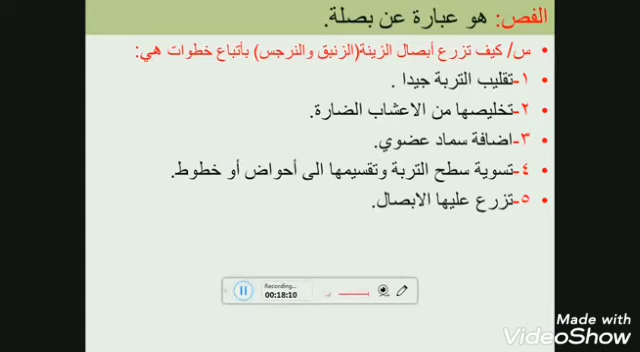 الفص: هو عبارة عن بصلة.
س/ كيف تزرع أبصال الزينة(الزنبق والنرجس) بأتباع خطوات هي:
١-تقليب التربة جيدا .
٢-تخليصها من الاعشاب الضارة.
٣-اضافة سماد عضوي.
٤-تسوية سطح التربة وتقسيمها الى أحواض أو خطوط.
٥-تزرع عليها الابصال.
Recording...
00:18:10
Made with
VideoShow